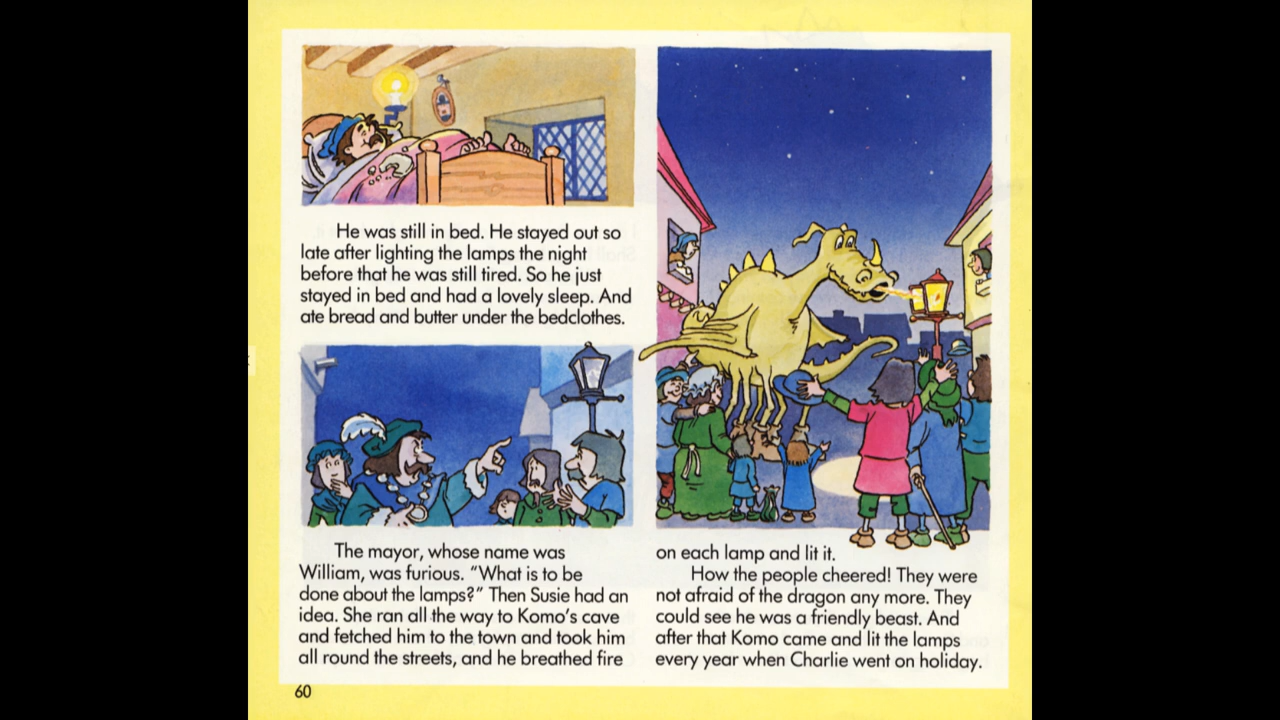 He was still in bed. He stayed out so
late after lighting the lamps the night
before that he was still tired. So he just
stayed in bed and had a lovely sleep. And
ate bread and butter under the bedclothes.
The mayor, whose name was
William, was furious. “What is to be
done about the lamps?” Then Susie had an
idea. She ran all the way to Komo’s cave
and fetched him to the town and took him
all round the streets, and he breathed fire
on each lamp and lit it.
How the people cheered! They were
not afraid of the dragon any more. They
could see he was a friendly beast. And
after that Komo came and lit the lamps
every year when Charlie went on holiday.
60